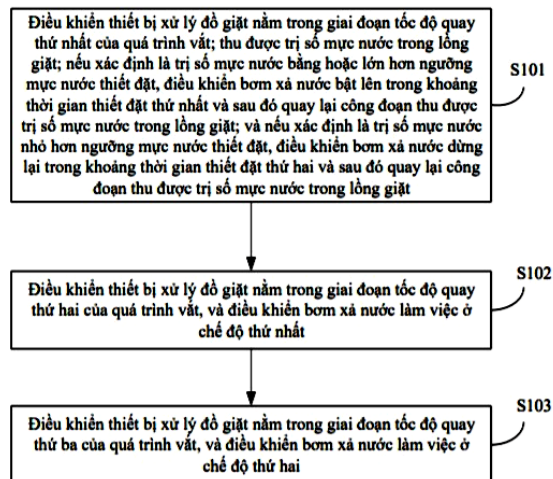 Điều khiển thiết bị xử lý đồ giặt nằm trong giai đoạn tốc độ quay
thứ nhất của quá trình vắt; thu được trị số mực nước trong lồng
giặt; nếu xác định là trị số mực nước bằng hoặc lớn hơn ngưỡng
mực nước thiết đặt, điều khiển bơm xả nước bật lên trong khoảng
thời gian thiết đặt thứ nhất và sau đó quay lại công đoạn thu được
trị số mực nước trong lồng giặt; và nếu xác định là trị số mực nước
nhỏ hơn ngưỡng mực nước thiết đặt, điều khiển bơm xả nước dừng
lại trong khoảng thời gian thiết đặt thứ hai và sau đó quay lại công
đoạn thu được trị số mực nước trong lồng giặt
S101
Điều khiển thiết bị xử lý đồ giặt nằm trong giai đoạn tốc độ quay
thứ hai của quá trình vắt, và điều khiển bơm xả nước làm việc ở
chế độ thứ nhất
S102
Điều khiển thiết bị xử lý đồ giặt nằm trong giai đoạn tốc độ quay
thứ ba của quá trình vắt, và điều khiển bơm xả nước làm việc ở
chế độ thứ hai
S103